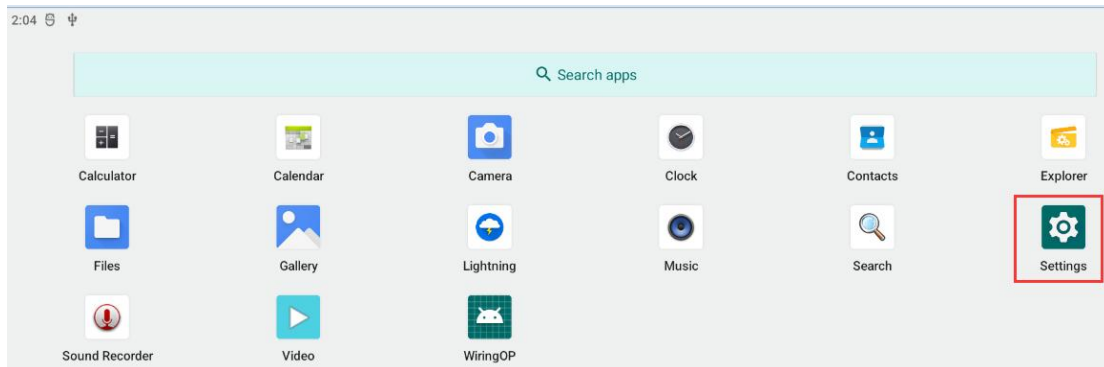 2:04
Search apps
Calculator Calendar Camera Clock Contacts Explorer
Files Gallery Lightning Music Search Settings
Sound Recorder Video WiringOP